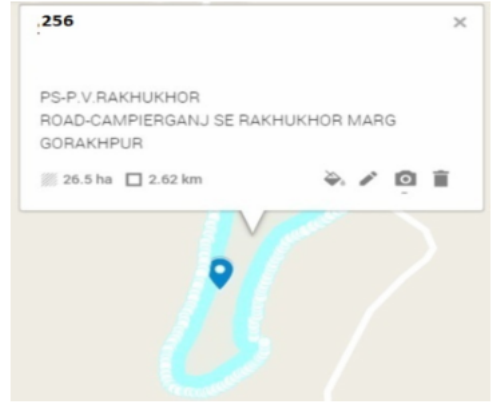 256
PS-P.V.RAKHUKHOR
ROAD-CAMPIERGANJ SE RAKHUKHOR MARG
GORAKHPUR
26.5 ha 2.62 km